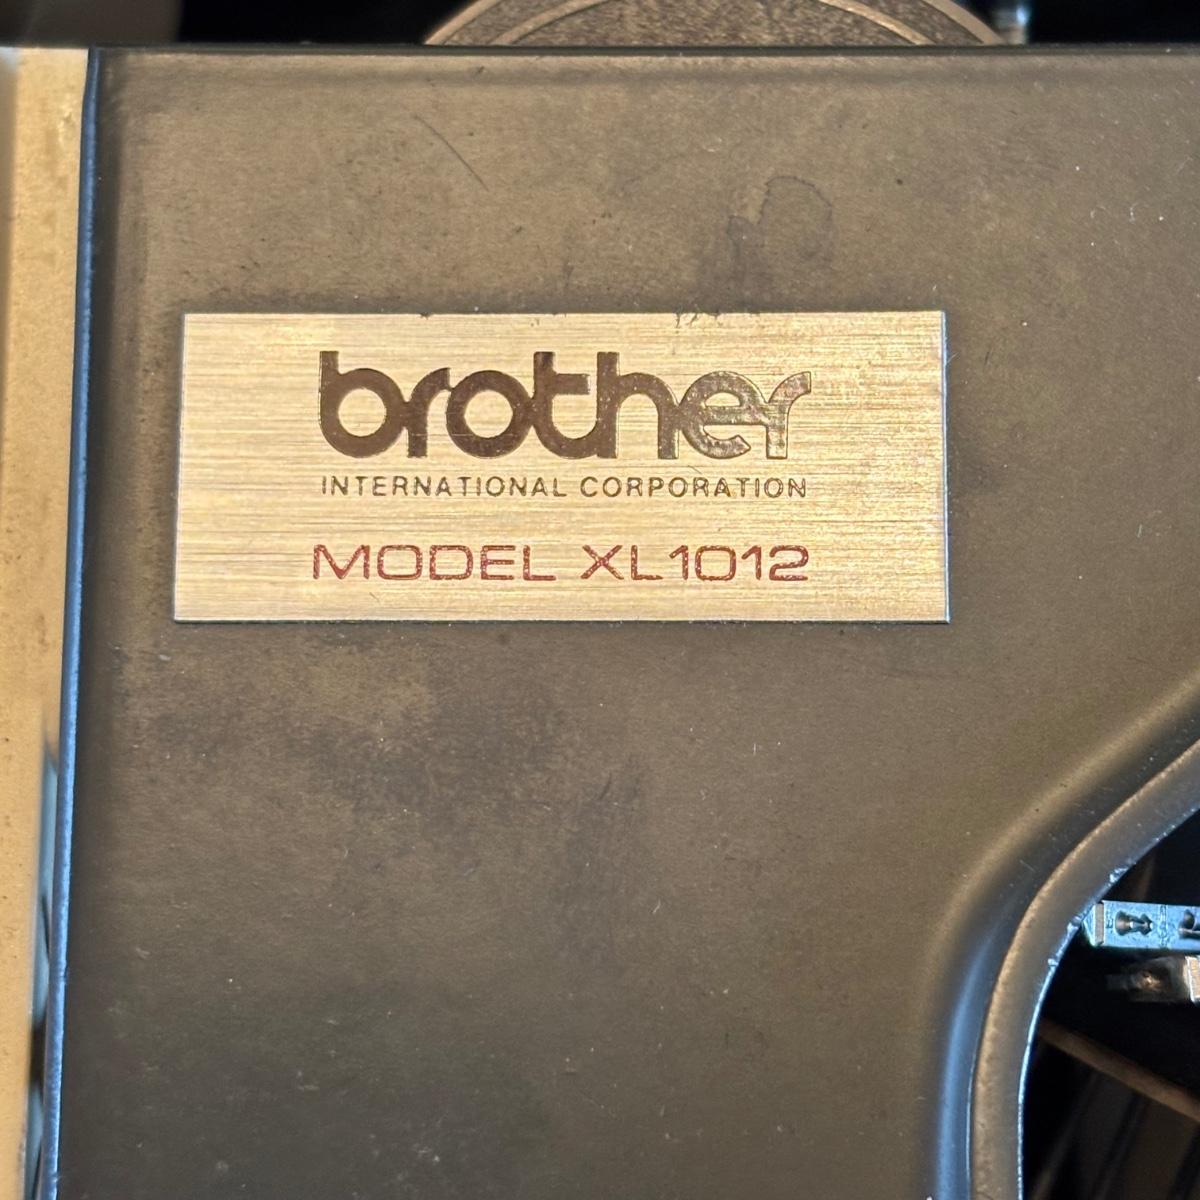 brother
INTERNATIONAL CORPORATION
MODEL XL1012